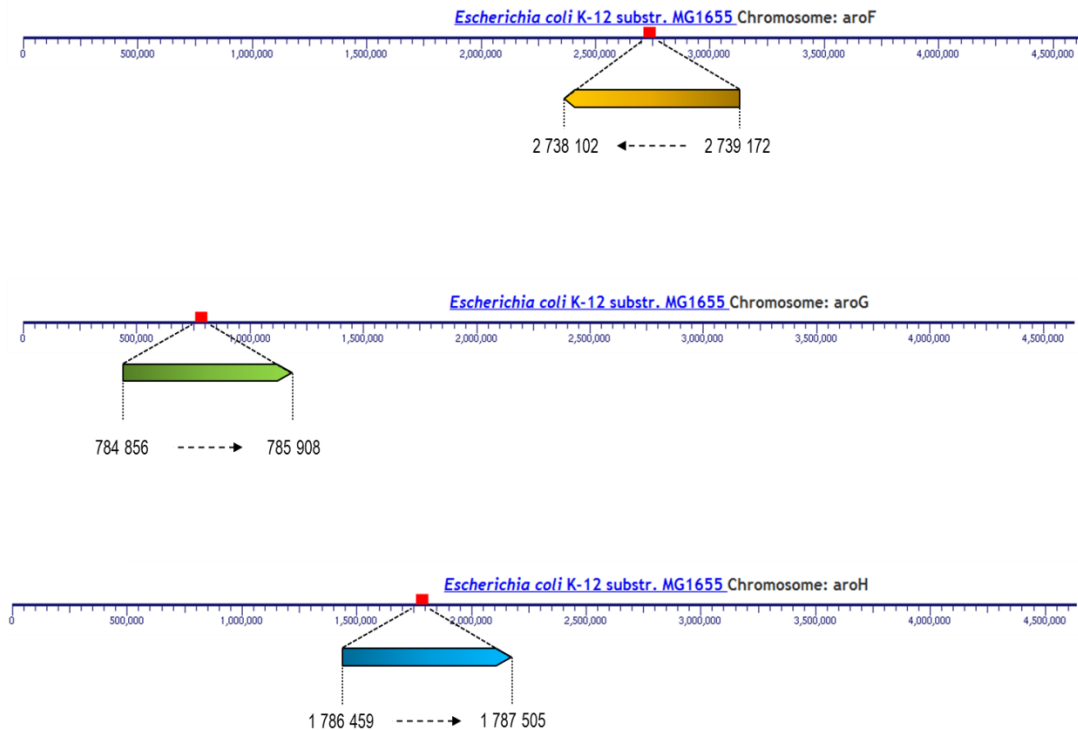 Escherichia coli K-12 substr. MG1655 Chromosome: aroF
0 500,000 1,000,000 1,500,000 2,000,000 2,500,000 3,000,000 3,500,000 4,000,000 4,500,000
2 738 102 2 739 172
Escherichia coli K-12 substr. MG1655 Chromosome: aroG
0 500,000 1,000,000 1,500,000 2,000,000 2,500,000 3,000,000 3,500,000 4,000,000 4,500,000
784 856 785 908
Escherichia coli K-12 substr. MG1655 Chromosome: aroH
0 500,000 1,000,000 1,500,000 2,000,000 2,500,000 3,000,000 3,500,000 4,000,000 4,500,000
1 786 459 1 787 505